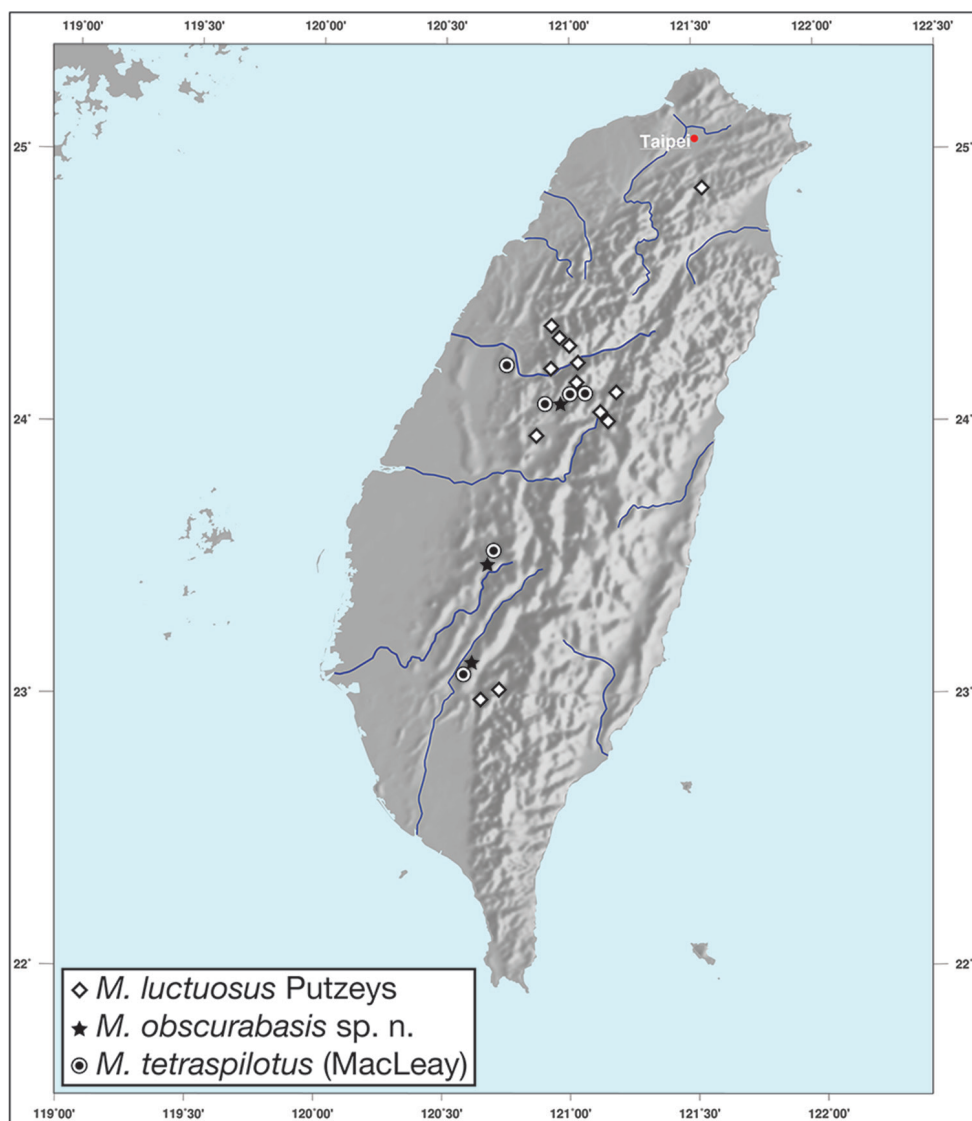 119°00' 119°30' 120°00' 120°30' 121°00' 121°30' 122°00' 122°30'
Taipei
25° 25°
24° 24°
23° 23°
22° 22°
M. luctuosus Putzeys
M. obscurabasis sp. n.
M. tetraspilotus (MacLeay)
119°00' 119°30' 120°00' 120°30' 121°00' 121°30' 122°00'